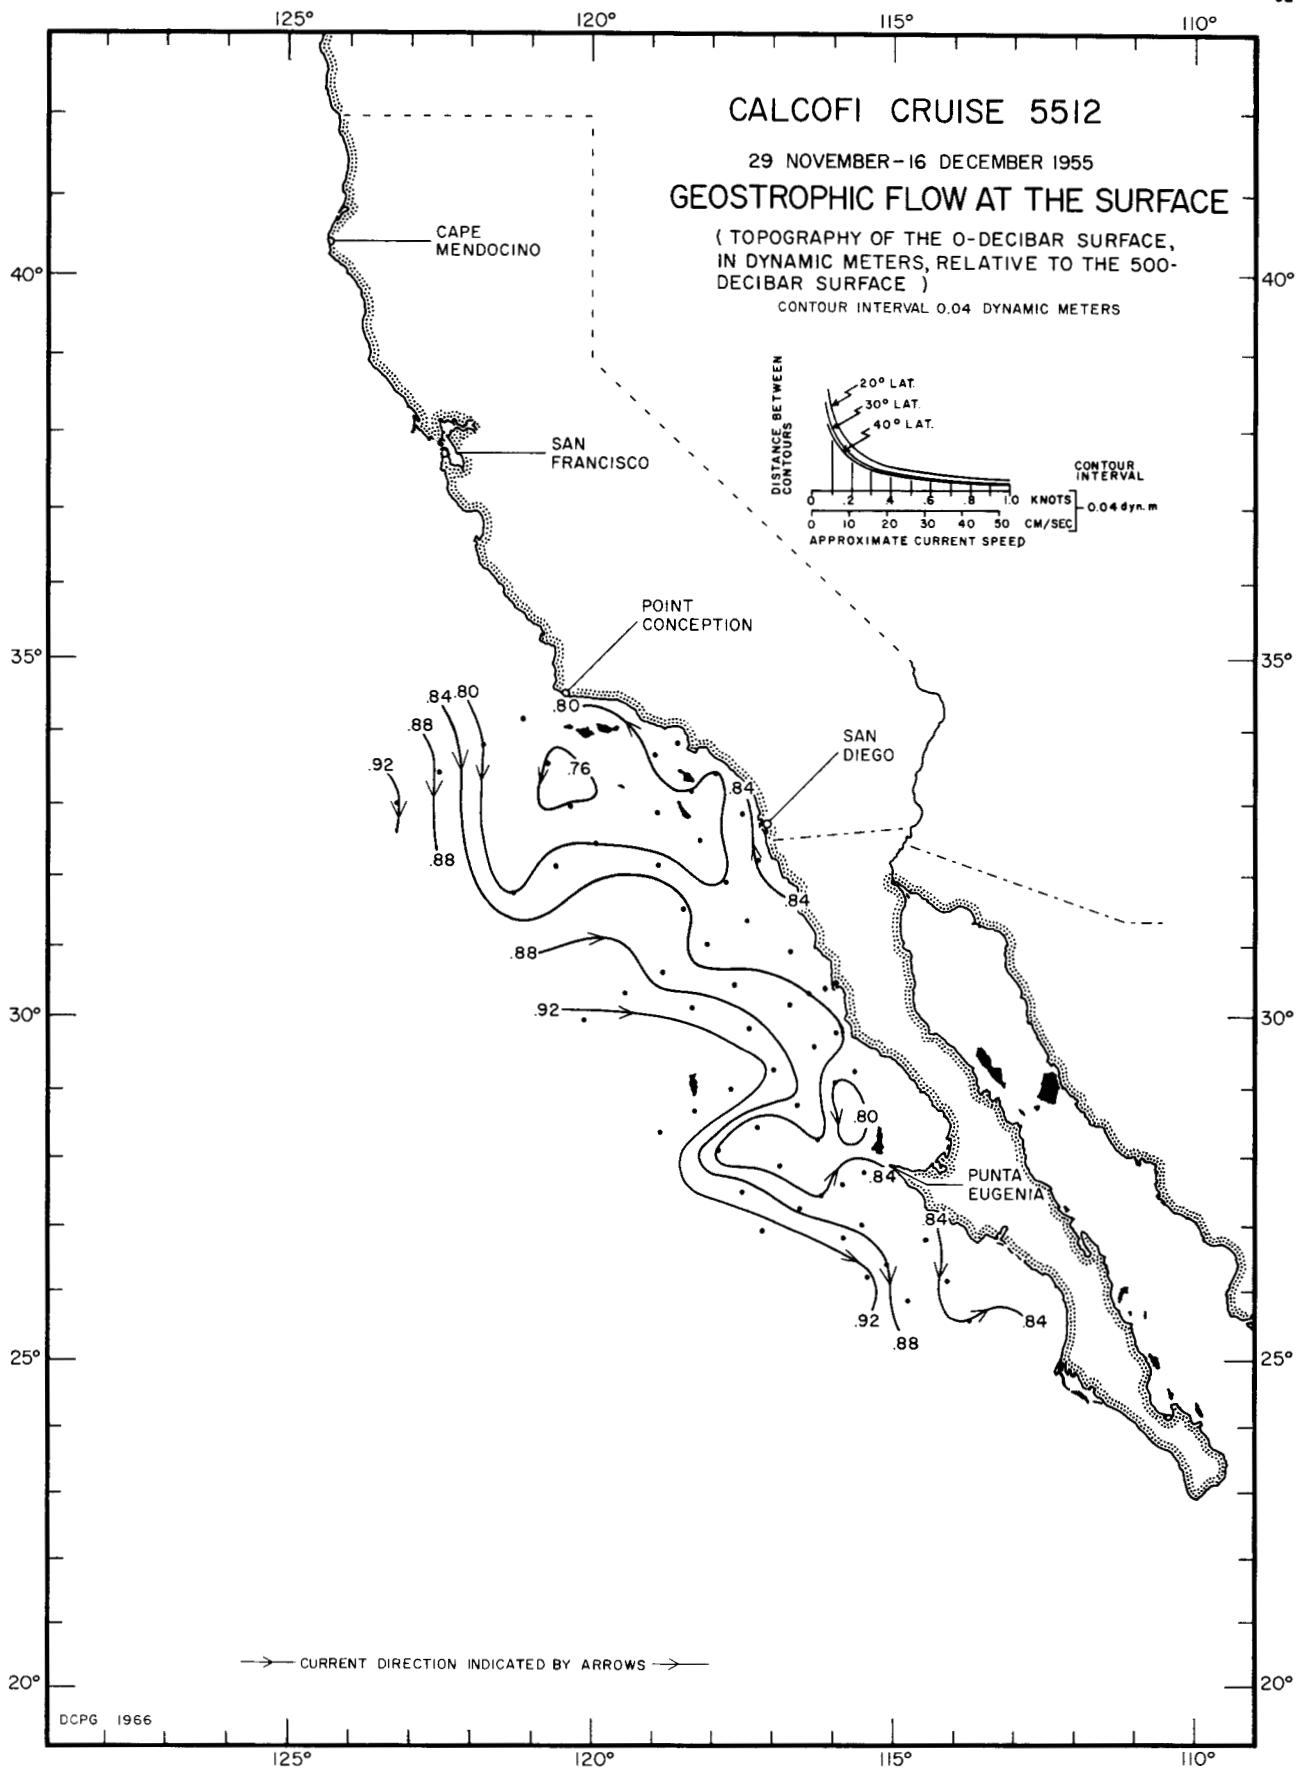 125° 120° 115° 110°
CALCOFI CRUISE 5512
29 NOVEMBER-16 DECEMBER 1955
GEOSTROPHIC FLOW AT THE SURFACE
( TOPOGRAPHY OF THE 0-DECIBAR SURFACE,
IN DYNAMIC METERS, RELATIVE TO THE 500-
DECIBAR SURFACE )
CONTOUR INTERVAL 0.04 DYNAMIC METERS
CAPE
MENDOCINO
40° 40°
DISTANCE BETWEEN
CONTOURS
20° LAT.
30° LAT.
40° LAT.
CONTOUR
INTERVAL
0 .2 .4 .6 .8 1.0 KNOTS
0.04 dyn. m
0 10 20 30 40 50 CM/SEC
APPROXIMATE CURRENT SPEED
SAN
FRANCISCO
POINT
CONCEPTION
35° 35°
.84 .80
.80
.88
SAN
DIEGO
.92
.76
.84
.88
.84
.88
.92
30° 30°
.80
.84
PUNTA
EUGENIA
.84
.92
.84
.88
25° 25°
CURRENT DIRECTION INDICATED BY ARROWS
20° 20°
DCPG 1966
125° 120° 115° 110°